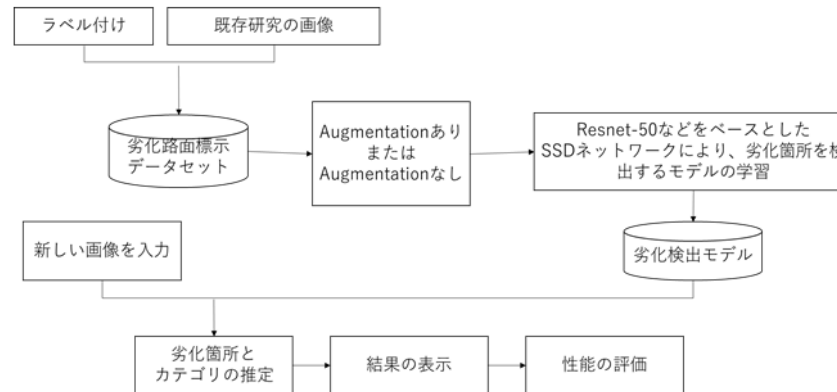 ラベル付け
既存研究の画像
劣化路面標示
データセット
Augmentationあり
または
Augmentationなし
Resnet-50などをベースとした
SSDネットワークにより、劣化箇所を検
出するモデルの学習
新しい画像を入力
劣化検出モデル
劣化箇所と
カテゴリの推定
結果の表示
性能の評価